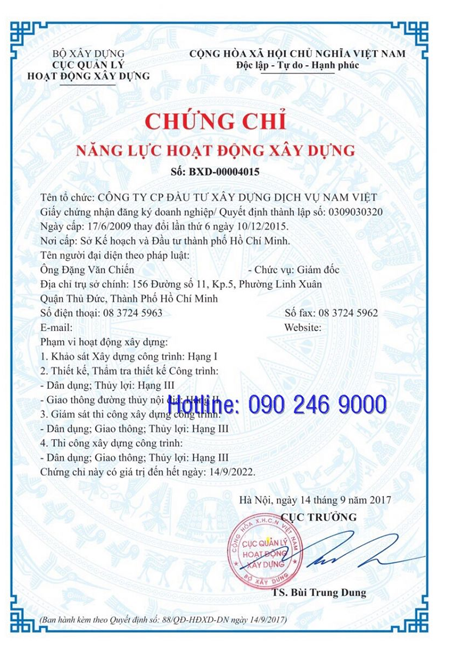 BỘ XÂY DỰNG
CỤC QUẢN LÝ
HOẠT ĐỘNG XÂY DỰNG
CỘNG HÒA XÃ HỘI CHỦ NGHĨA VIỆT NAM
Độc lập - Tự do - Hạnh phúc
CHỨNG CHỈ
NĂNG LỰC HOẠT ĐỘNG XÂY DỰNG
Số: BXD-00004015
Tên tổ chức: CÔNG TY CP ĐẦU TƯ XÂY DỰNG DỊCH VỤ NAM VIỆT
Giấy chứng nhận đăng ký doanh nghiệp/ Quyết định thành lập số: 0309030320
Ngày cấp: 17/6/2009 thay đổi lần thứ 6 ngày 10/12/2015.
Nơi cấp: Sở Kế hoạch và Đầu tư thành phố Hồ Chí Minh.
Tên người đại diện theo pháp luật:
Ông Đặng Văn Chiến - Chức vụ: Giám đốc
Địa chỉ trụ sở chính: 156 Đường số 11, Kp.5, Phường Linh Xuân
Quận Thủ Đức, Thành Phố Hồ Chí Minh
Số điện thoại: 08 3724 5963 Số fax: 08 3724 5962
E-mail: Website:
Phạm vi hoạt động xây dựng:
1. Khảo sát Xây dựng công trình: Hạng I
2. Thiết kế, Thẩm tra thiết kế Công trình:
- Dân dụng; Thủy lợi: Hạng III
- Giao thông đường thủy nội địa: Hạng II
Hotline: 090 246 9000
3. Giám sát thi công xây dựng công trình:
- Dân dụng; Giao thông; Thủy lợi: Hạng III
4. Thi công xây dựng công trình:
- Dân dụng; Giao thông; Thủy lợi: Hạng III
Chứng chỉ này có giá trị đến hết ngày: 14/9/2022.
Hà Nội, ngày 14 tháng 9 năm 2017
CỤC TRƯỞNG
CỘNG HÒA X.H.C.N VIỆT NAM
CỤC QUẢN LÝ
HOẠT ĐỘNG
XÂY DỰNG
BỘ XÂY DỰNG
TS. Bùi Trung Dung
(Ban hành kèm theo Quyết định số: 88/QĐ-HĐXD-DN ngày 14/9/2017)